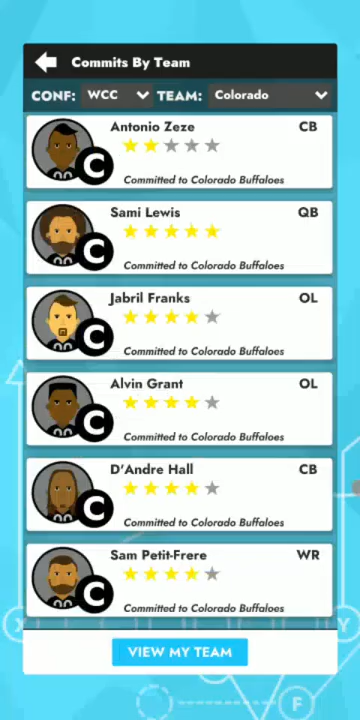 Commits By Team
CONF: WCC TEAM: Colorado
Antonio Zeze CB
C
Committed to Colorado Buffaloes
Sami Lewis QB
C
Committed to Colorado Buffaloes
Jabril Franks OL
C
Committed to Colorado Buffaloes
Alvin Grant OL
C
Committed to Colorado Buffaloes
D'Andre Hall CB
C
Committed to Colorado Buffaloes
Sam Petit-Frere WR
C
Committed to Colorado Buffaloes
X Y
VIEW MY TEAM
F